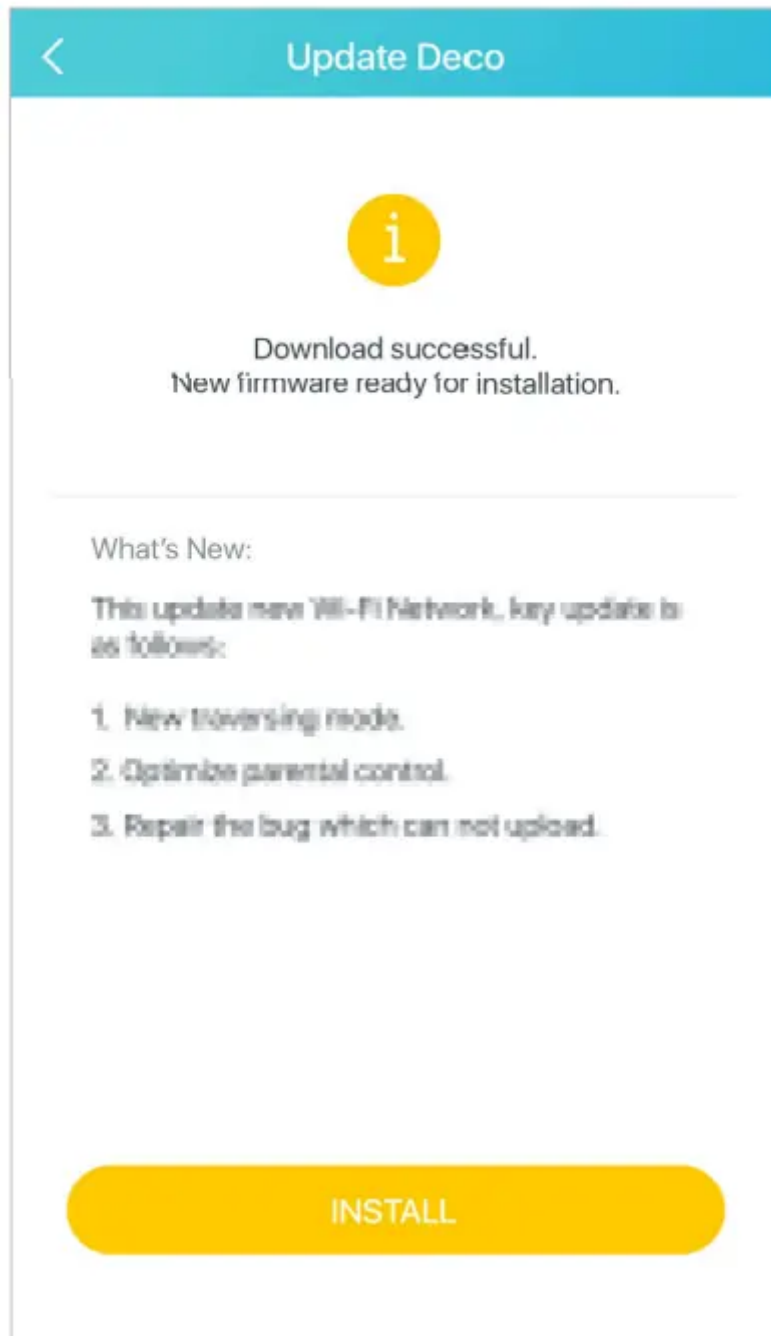 Update Deco
i
Download successful.
New firmware ready for installation.
What's New:
This update new Wi-Fi Network, key update is
as follows:
1. New traversing mode.
2. Optimize parental control.
3. Repair the bug which can not upload.
INSTALL